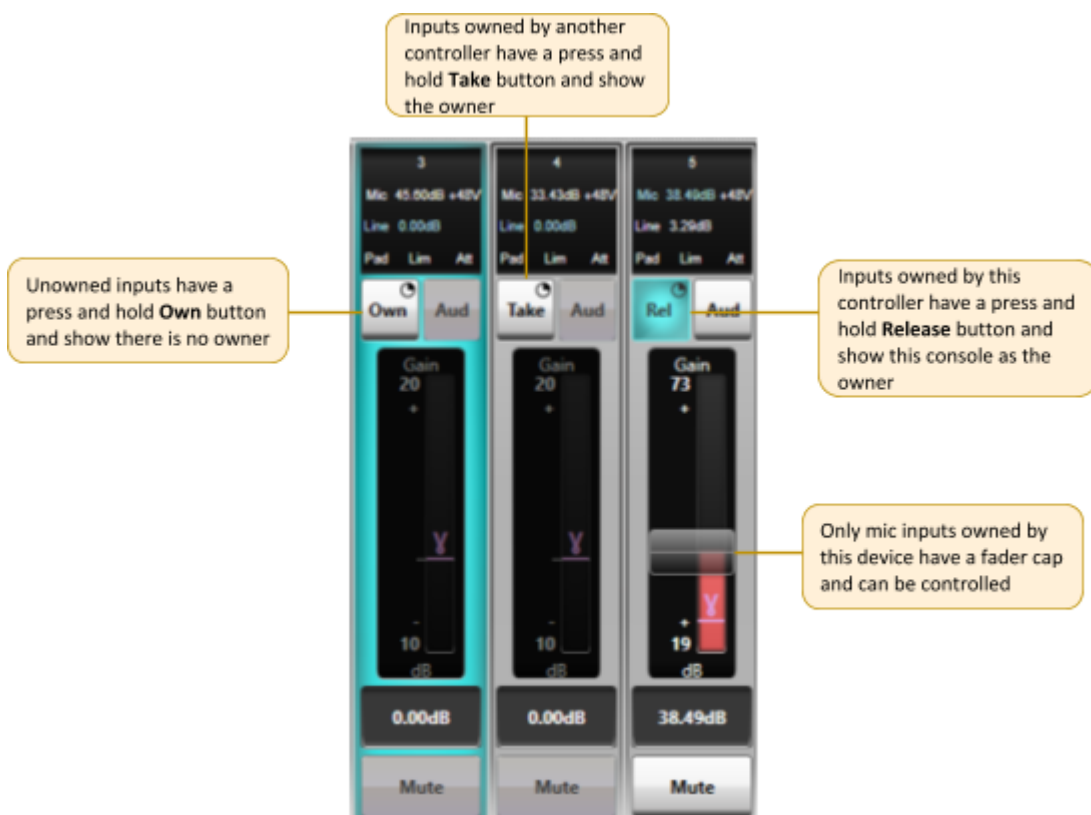 Inputs owned by another
controller have a press and
hold Take button and show
the owner
Unowned inputs have a
press and hold Own button
and show there is no owner
Inputs owned by this
controller have a press and
hold Release button and
show this console as the
owner
Only mic inputs owned by
this device have a fader cap
and can be controlled
3
Mic 45.60dB +48V
Line 0.00dB
Pad Lim Att
Own Aud
Gain
20
+
-
10
dB
0.00dB
Mute
4
Mic 33.43dB +48V
Line 0.00dB
Pad Lim Att
Take Aud
Gain
20
+
-
10
dB
0.00dB
Mute
5
Mic 38.49dB +48V
Line 3.29dB
Pad Lim Att
Rel Aud
Gain
73
+
+
19
dB
38.49dB
Mute